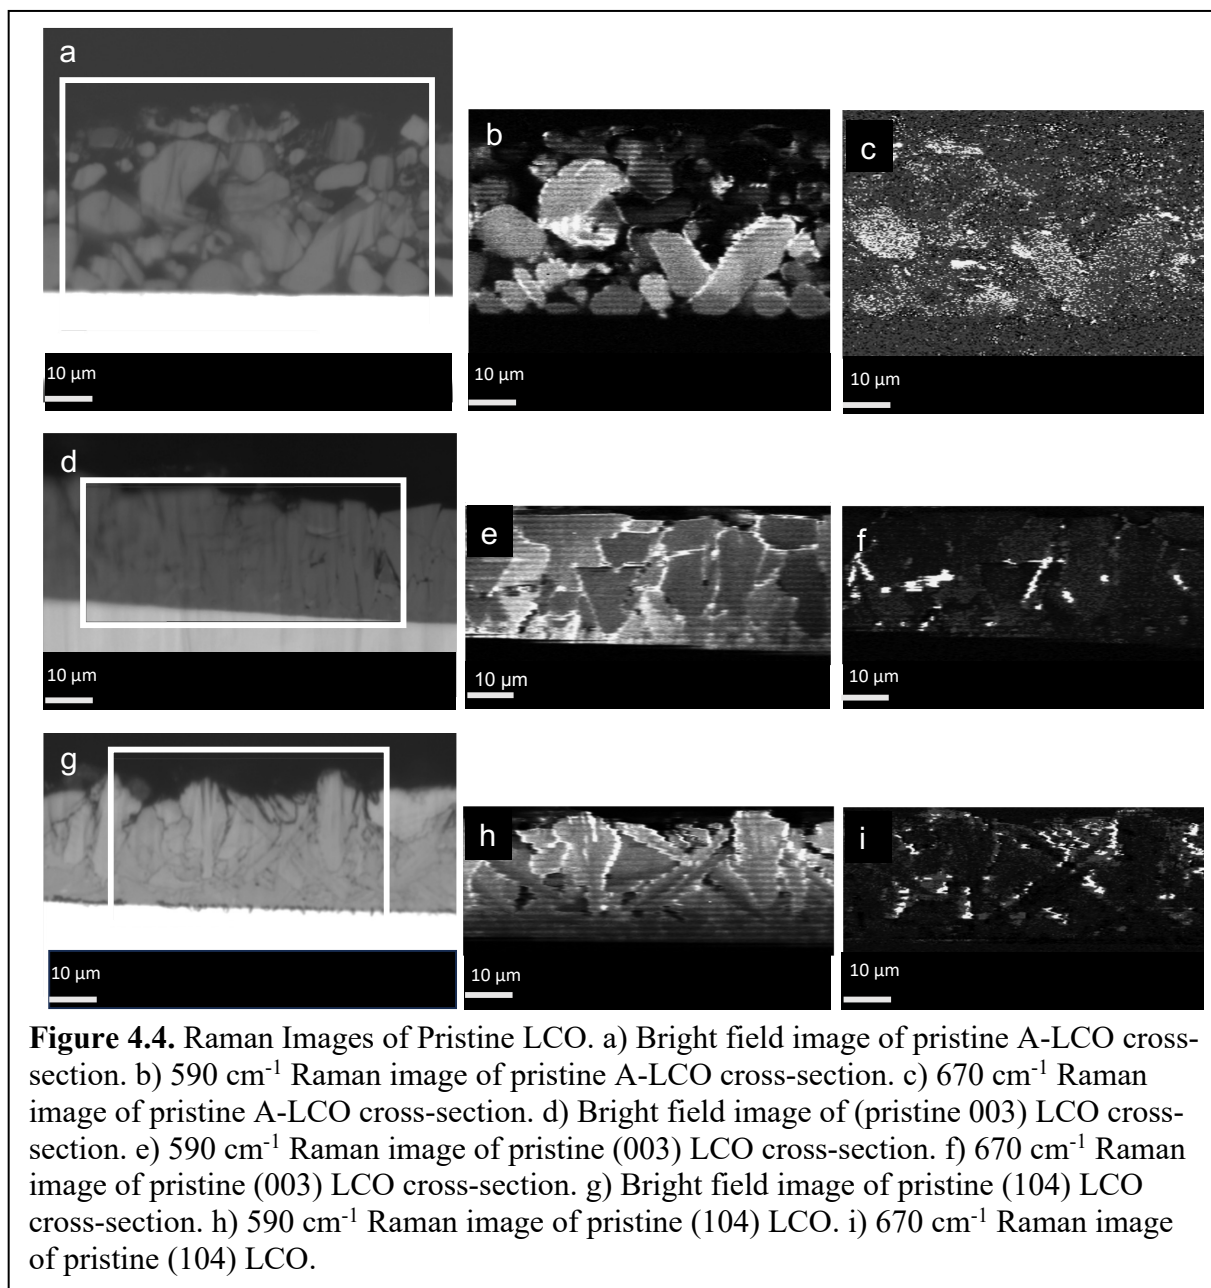 a
b
c
10 µm
10 µm
10 µm
d
e
f
10 µm
10 µm
10 µm
g
h
i
10 µm
10 µm
10 µm
Figure 4.4. Raman Images of Pristine LCO. a) Bright field image of pristine A-LCO cross-
section. b) 590 cm⁻¹ Raman image of pristine A-LCO cross-section. c) 670 cm⁻¹ Raman
image of pristine A-LCO cross-section. d) Bright field image of (pristine 003) LCO cross-
section. e) 590 cm⁻¹ Raman image of pristine (003) LCO cross-section. f) 670 cm⁻¹ Raman
image of pristine (003) LCO cross-section. g) Bright field image of pristine (104) LCO
cross-section. h) 590 cm⁻¹ Raman image of pristine (104) LCO. i) 670 cm⁻¹ Raman image
of pristine (104) LCO.